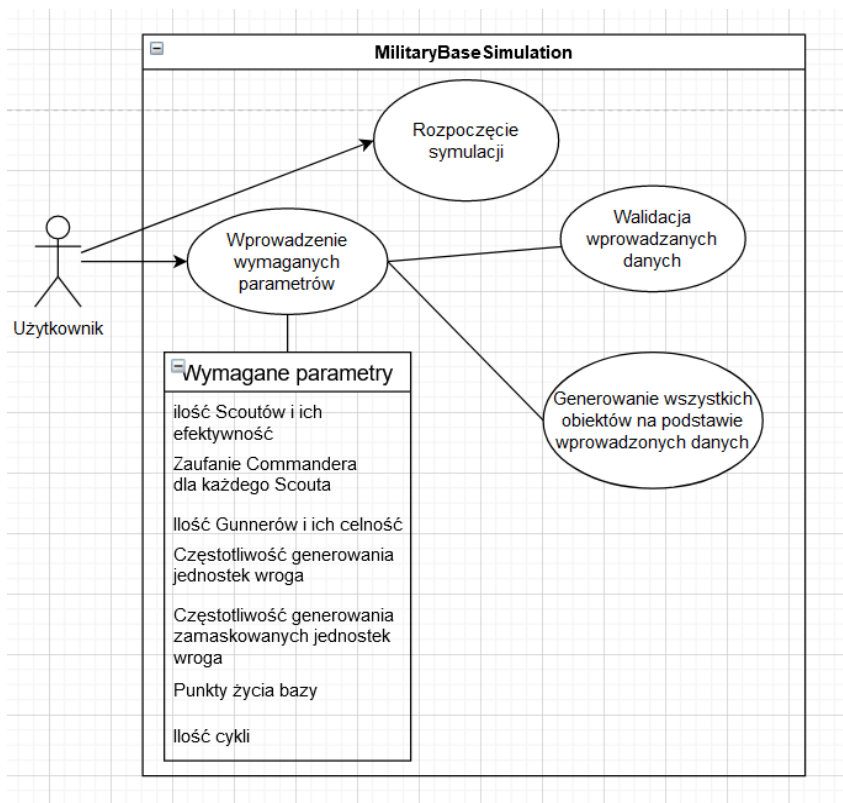 MilitaryBaseSimulation
Rozpoczęcie
symulacji
Walidacja
wprowadzanych
danych
Wprowadzenie
wymaganych
parametrów
Użytkownik
Wymagane parametry
ilość Scoutów i ich
efektywność
Zaufanie Commandera
dla każdego Scouta
Ilość Gunnerów i ich celność
Częstotliwość generowania
jednostek wroga
Częstotliwość generowania
zamaskowanych jednostek
wroga
Punkty życia bazy
Ilość cykli
Generowanie wszystkich
obiektów na podstawie
wprowadzonych danych